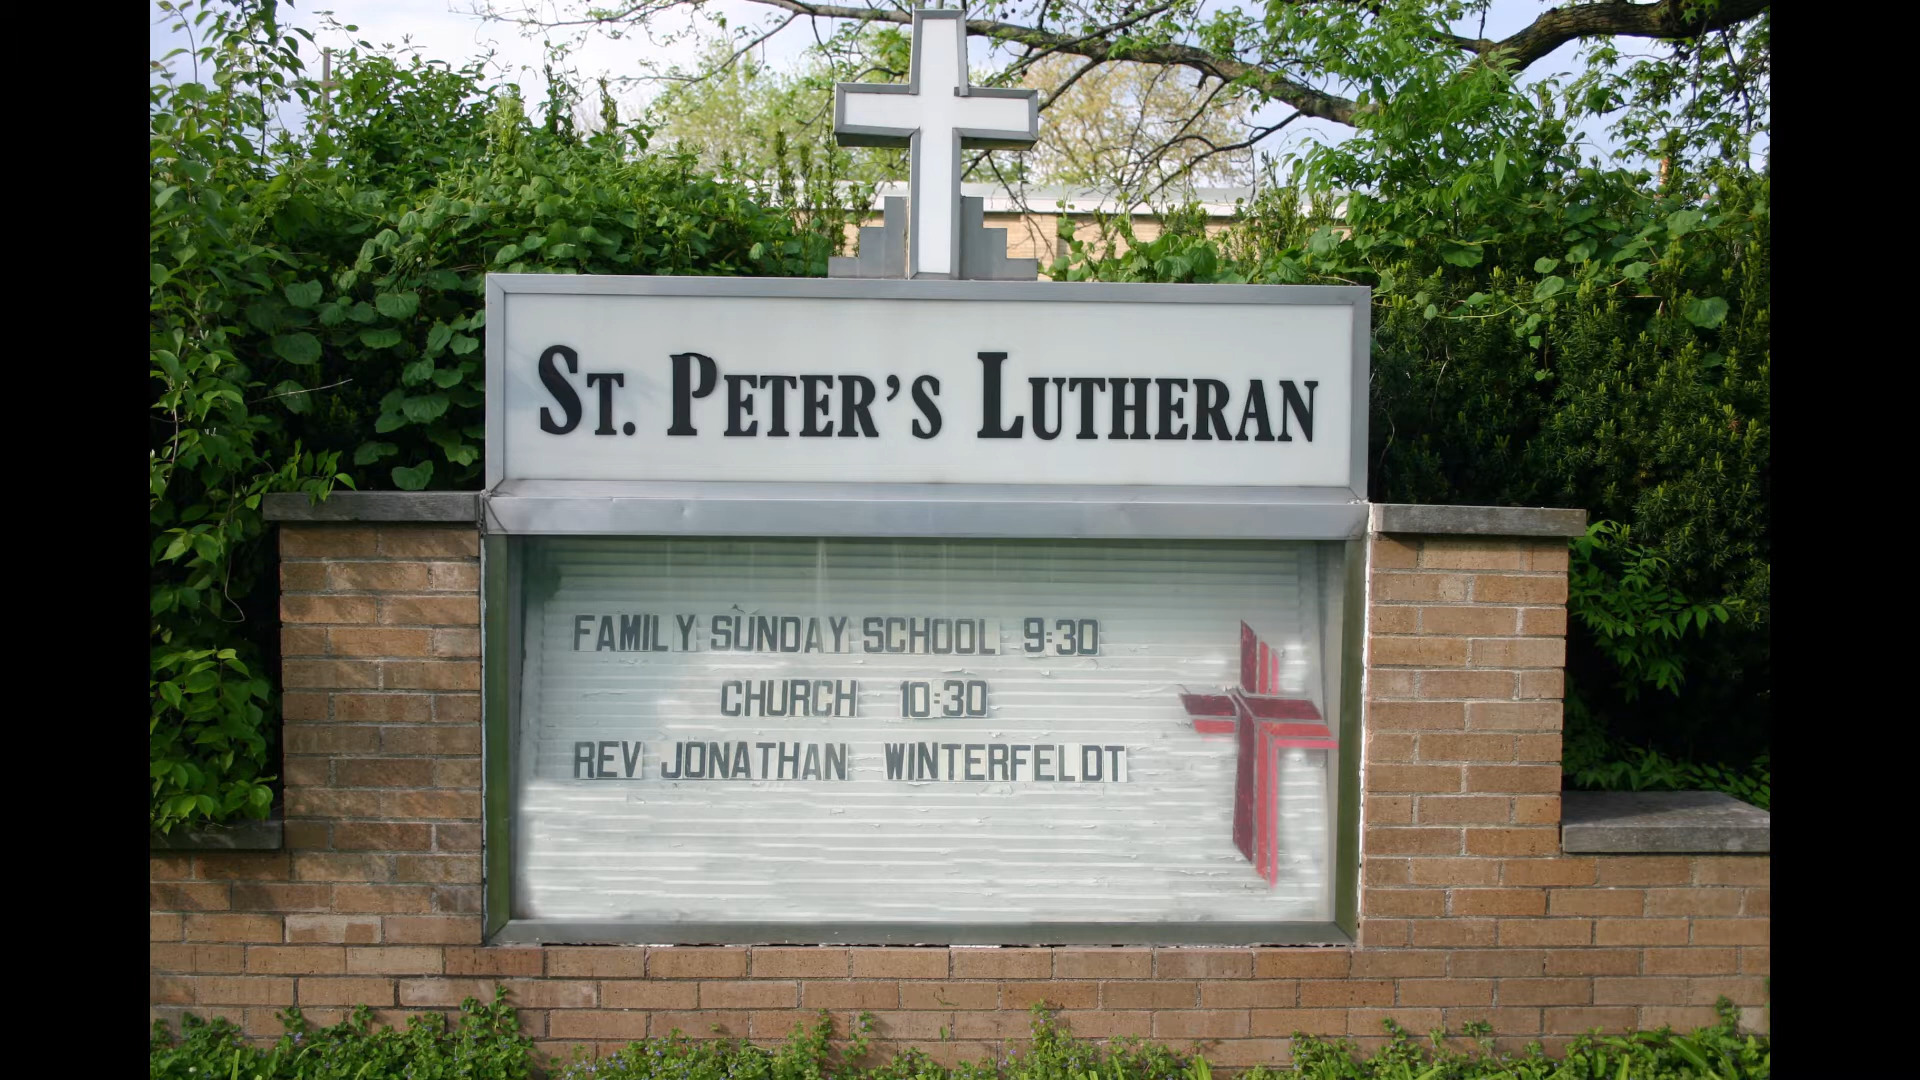 ST. PETER'S LUTHERAN
FAMILY SUNDAY SCHOOL 9:30
CHURCH 10:30
REV JONATHAN WINTERFELDT